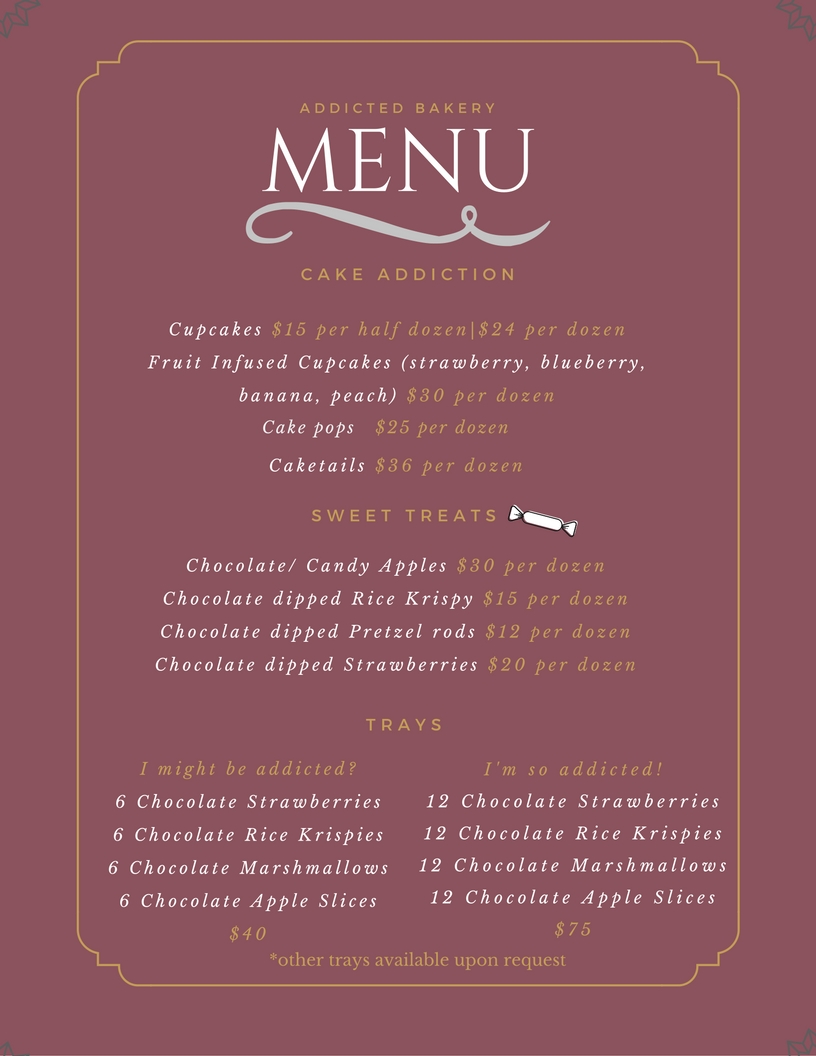 ADDICTED BAKERY
MENU
CAKE ADDICTION
Cupcakes $15 per half dozen|$24 per dozen
Fruit Infused Cupcakes (strawberry, blueberry,
banana, peach) $30 per dozen
Cake pops $25 per dozen
Caketails $36 per dozen
SWEET TREATS
Chocolate/ Candy Apples $30 per dozen
Chocolate dipped Rice Krispy $15 per dozen
Chocolate dipped Pretzel rods $12 per dozen
Chocolate dipped Strawberries $20 per dozen
TRAYS
I might be addicted?
6 Chocolate Strawberries
6 Chocolate Rice Krispies
6 Chocolate Marshmallows
6 Chocolate Apple Slices
$40
I'm so addicted!
12 Chocolate Strawberries
12 Chocolate Rice Krispies
12 Chocolate Marshmallows
12 Chocolate Apple Slices
$75
*other trays available upon request